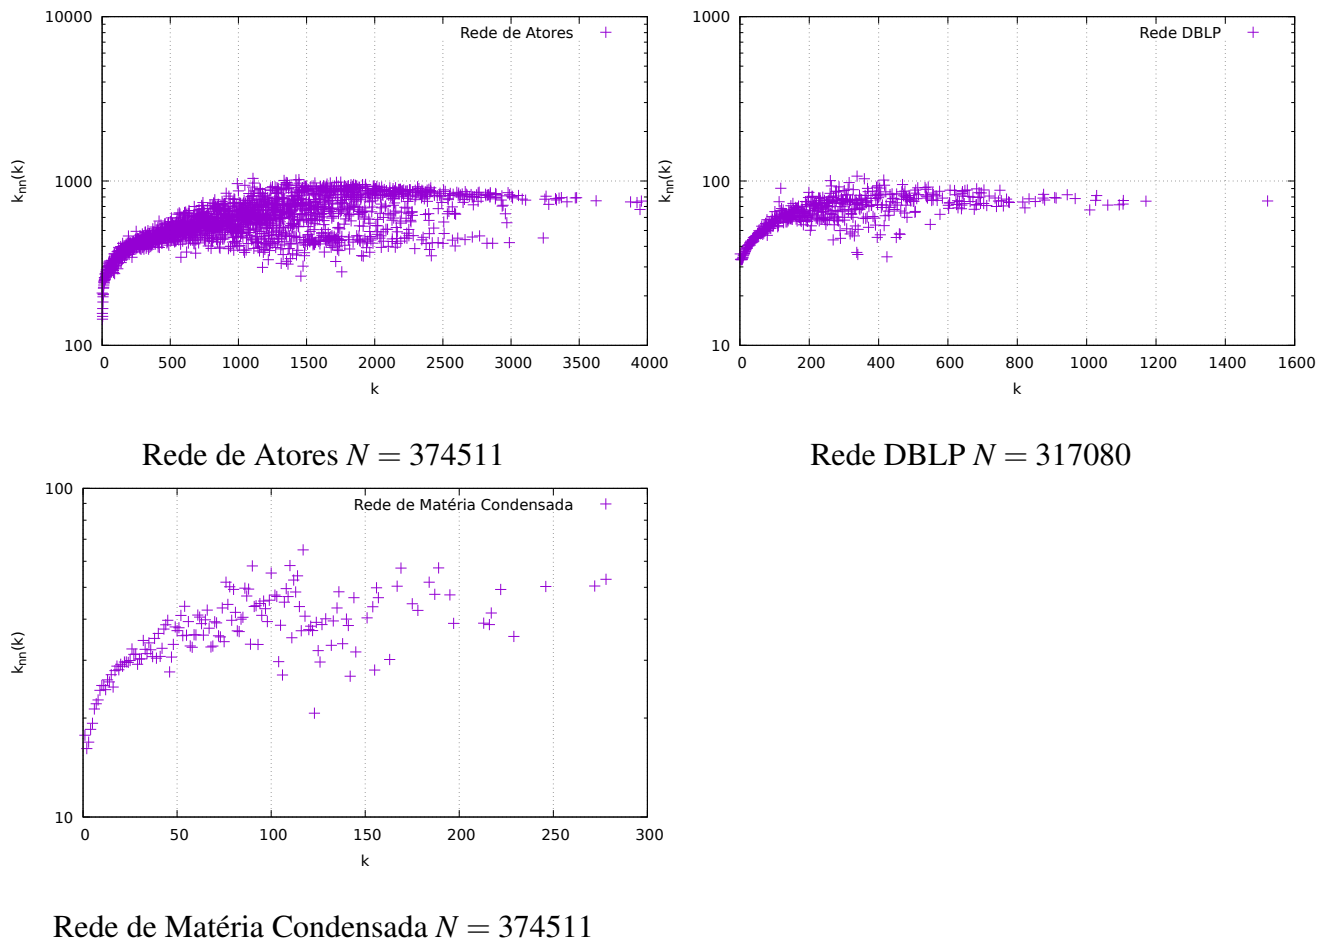 10000
1000
100
k_nn(k)
Rede de Atores
0 500 1000 1500 2000 2500 3000 3500 4000
k
1000
100
10
k_nn(k)
Rede DBLP
0 200 400 600 800 1000 1200 1400 1600
k
Rede de Atores N = 374511
Rede DBLP N = 317080
100
10
k_nn(k)
Rede de Matéria Condensada
0 50 100 150 200 250 300
k
Rede de Matéria Condensada N = 374511